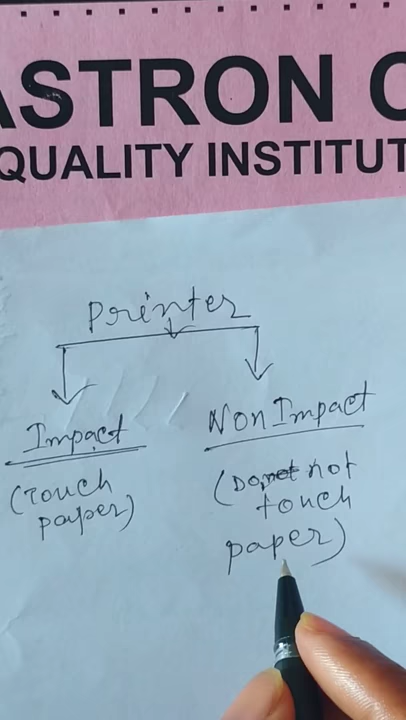 ASTRON C
QUALITY INSTITUT
Printer
Impact
(Touch
paper)
Non Impact
(Do not
touch
paper)